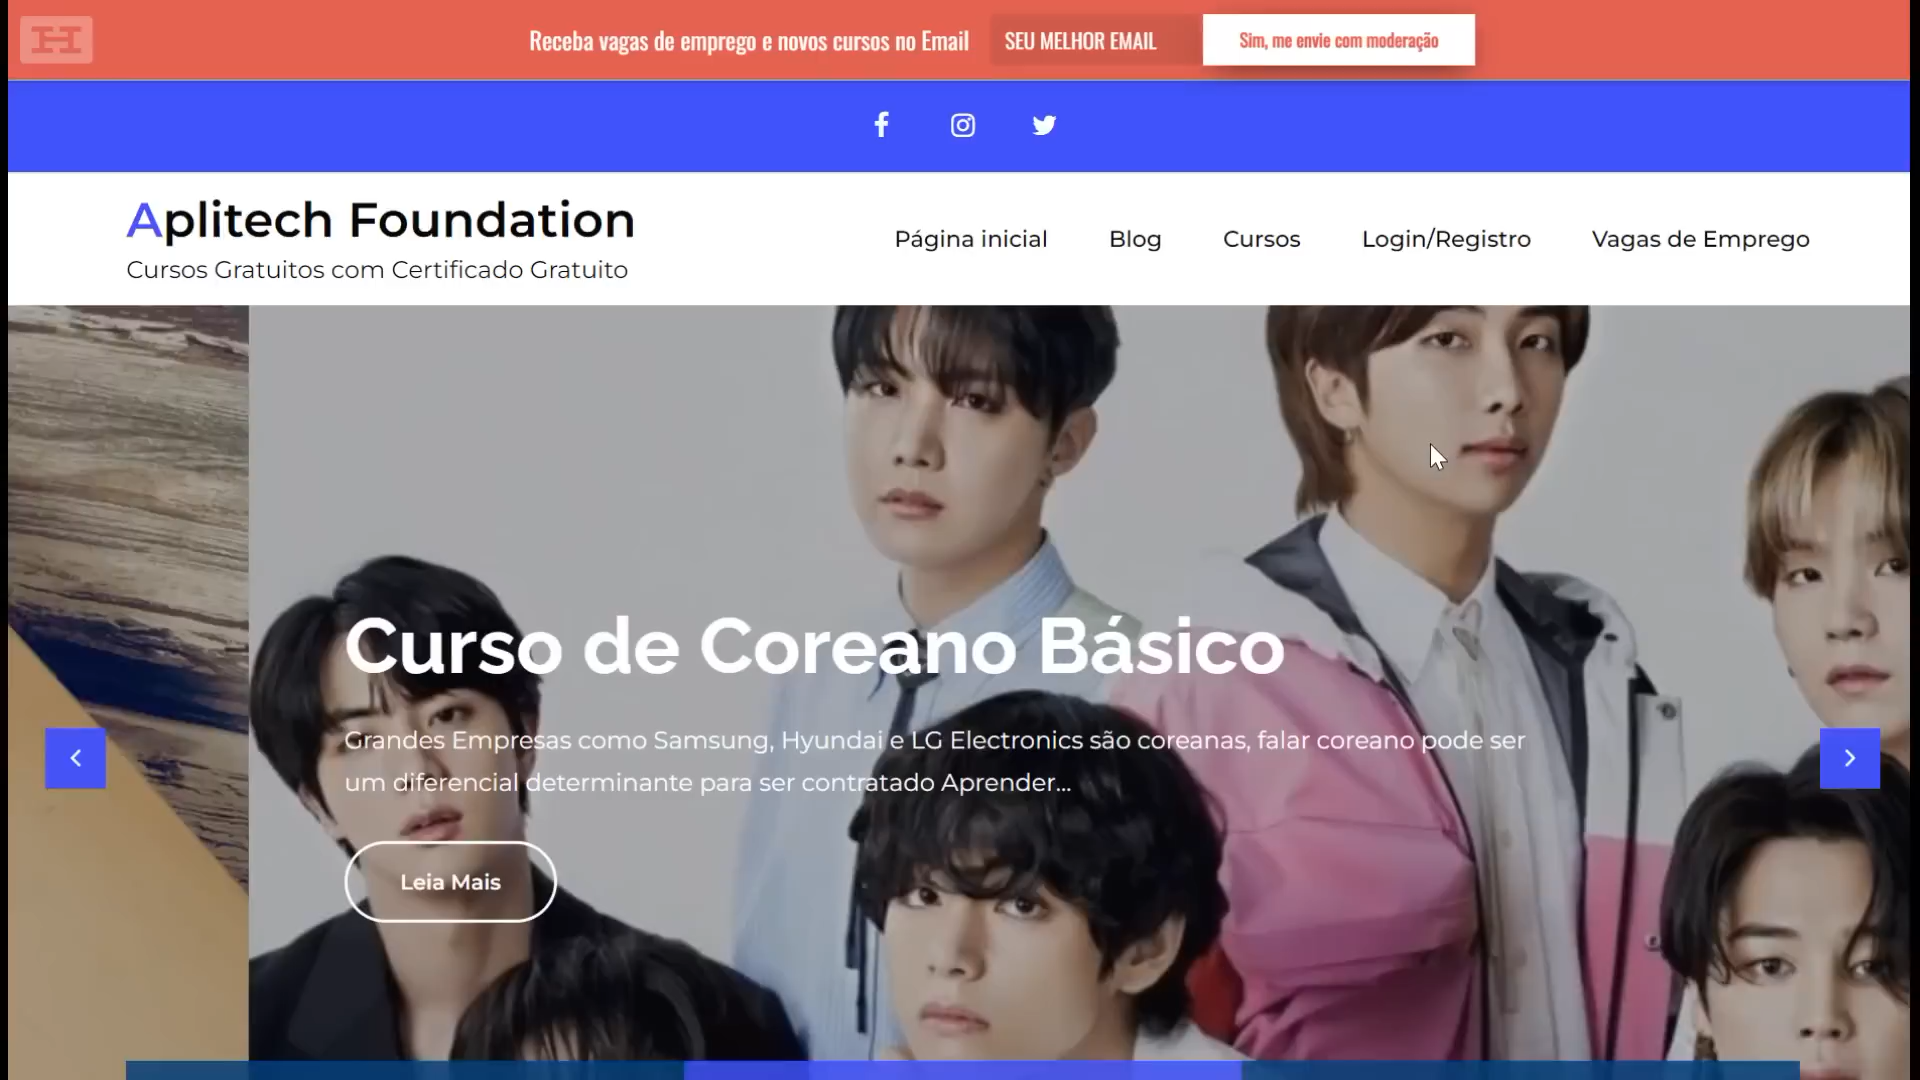 Receba vagas de emprego e novos cursos no Email
SEU MELHOR EMAIL
Sim, me envie com moderação
Aplitech Foundation
Cursos Gratuitos com Certificado Gratuito
Página inicial
Blog
Cursos
Login/Registro
Vagas de Emprego
Curso de Coreano Básico
Grandes Empresas como Samsung, Hyundai e LG Electronics são coreanas, falar coreano pode ser
um diferencial determinante para ser contratado Aprender...
Leia Mais